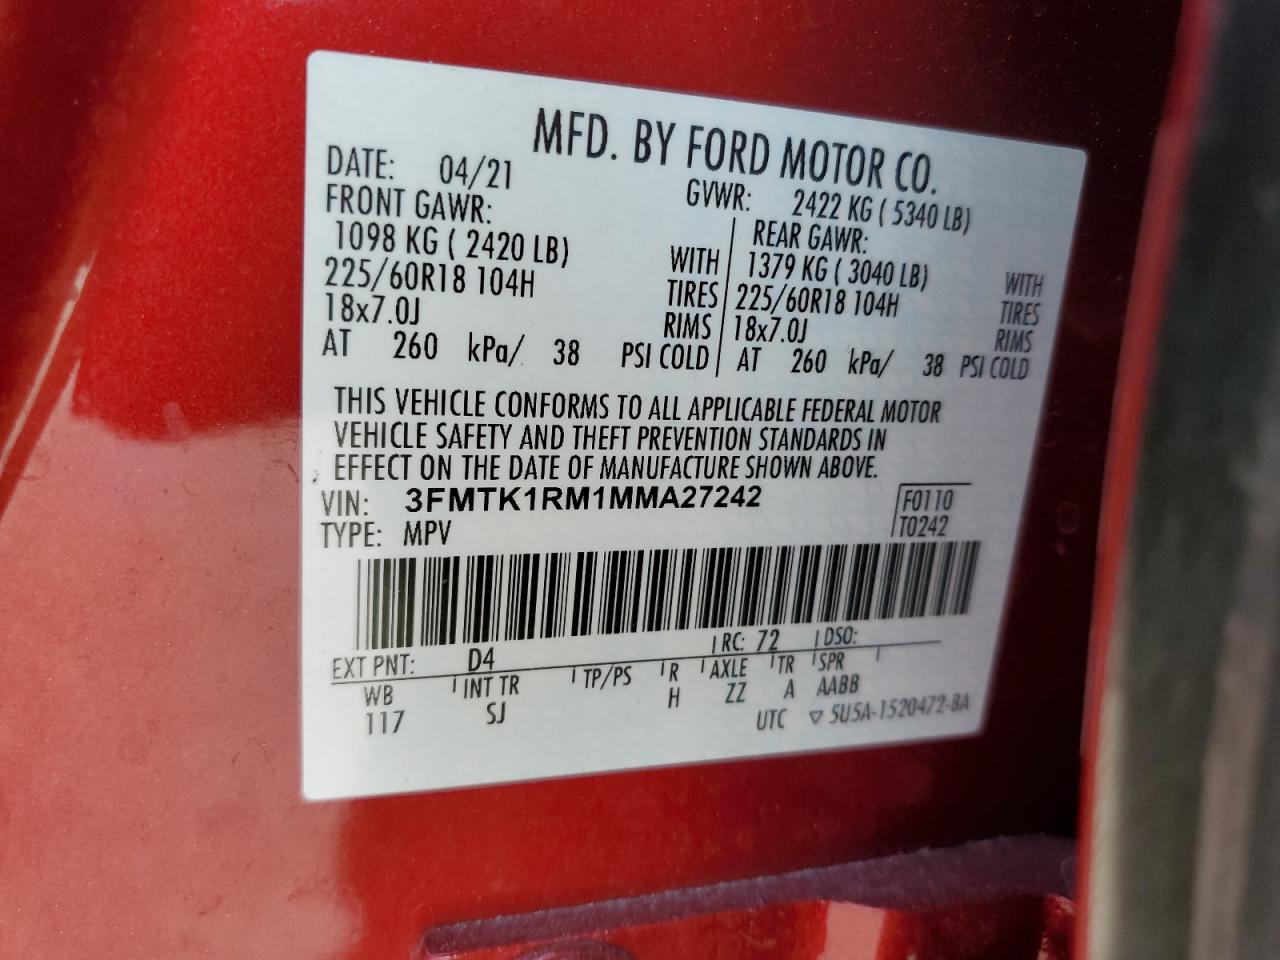 MFD. BY FORD MOTOR CO.
DATE: 04/21 GVWR: 2422 KG ( 5340 LB)
FRONT GAWR: REAR GAWR:
1098 KG ( 2420 LB) WITH 1379 KG ( 3040 LB) WITH
225/60R18 104H TIRES 225/60R18 104H TIRES
18x7.0J RIMS 18x7.0J RIMS
AT 260 kPa/ 38 PSI COLD AT 260 kPa/ 38 PSI COLD
THIS VEHICLE CONFORMS TO ALL APPLICABLE FEDERAL MOTOR
VEHICLE SAFETY AND THEFT PREVENTION STANDARDS IN
EFFECT ON THE DATE OF MANUFACTURE SHOWN ABOVE.
VIN: 3FMTK1RM1MMA27242 F0110
TYPE: MPV T0242
EXT PNT: D4 RC: 72 DSO:
WB INT TR TP/PS R AXLE TR SPR
117 SJ H ZZ A AABB
UTC ▽ 5U5A-1520472-BA